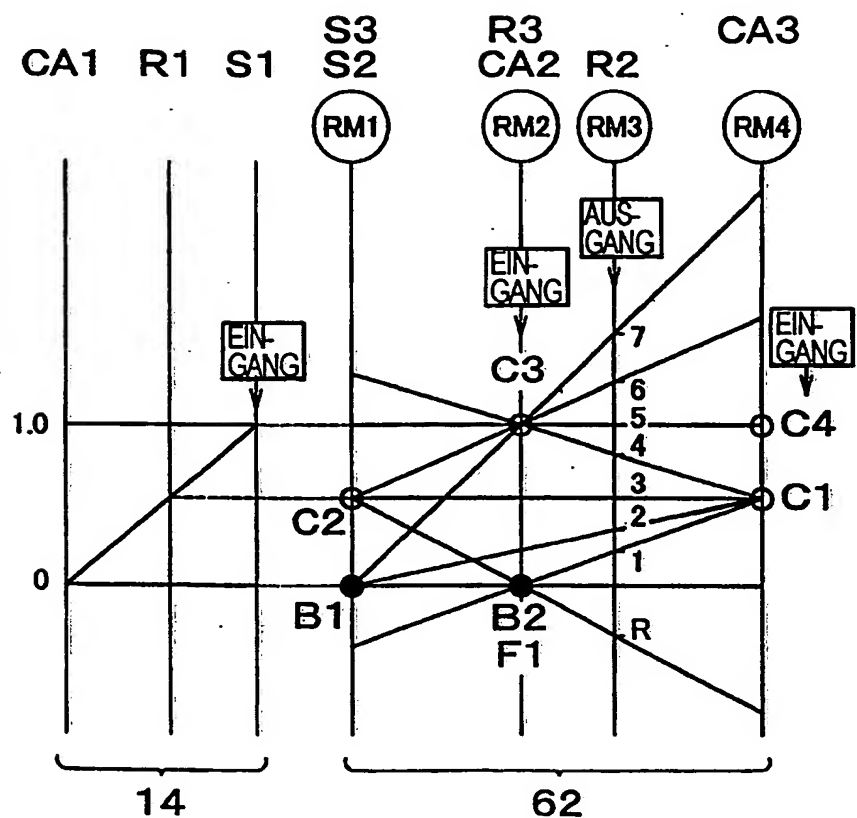 S3 R3 CA3
CA1 R1 S1 S2 CA2 R2
RM1 RM2 RM3 RM4
AUS-
GANG
EIN-
GANG
EIN-
GANG
EIN-
GANG
7
C3
6
1.0
5
C4
4
3
C1
C2
2
1
0
B1
B2
F1
R
14
62